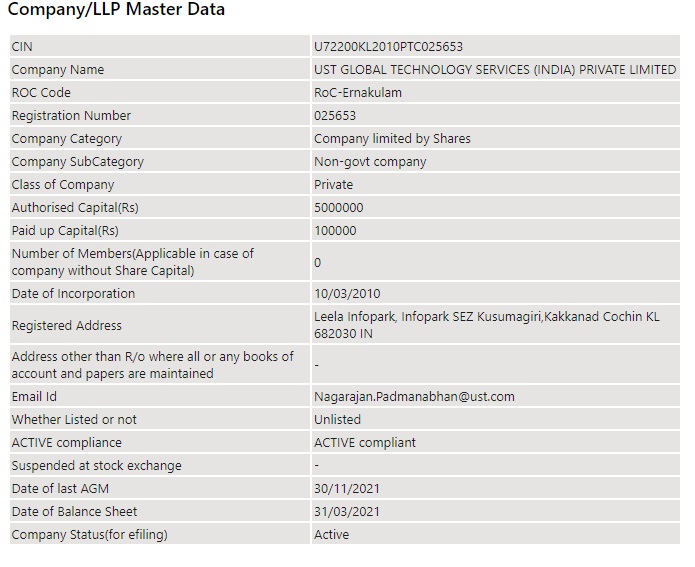 Company/LLP Master Data
CIN U72200KL2010PTC025653
Company Name UST GLOBAL TECHNOLOGY SERVICES (INDIA) PRIVATE LIMITED
ROC Code RoC-Ernakulam
Registration Number 025653
Company Category Company limited by Shares
Company SubCategory Non-govt company
Class of Company Private
Authorised Capital(Rs) 5000000
Paid up Capital(Rs) 100000
Number of Members(Applicable in case of
company without Share Capital) 0
Date of Incorporation 10/03/2010
Registered Address Leela Infopark, Infopark SEZ Kusumagiri,Kakkanad Cochin KL
682030 IN
Address other than R/o where all or any books of
account and papers are maintained -
Email Id Nagarajan.Padmanabhan@ust.com
Whether Listed or not Unlisted
ACTIVE compliance ACTIVE compliant
Suspended at stock exchange -
Date of last AGM 30/11/2021
Date of Balance Sheet 31/03/2021
Company Status(for efiling) Active